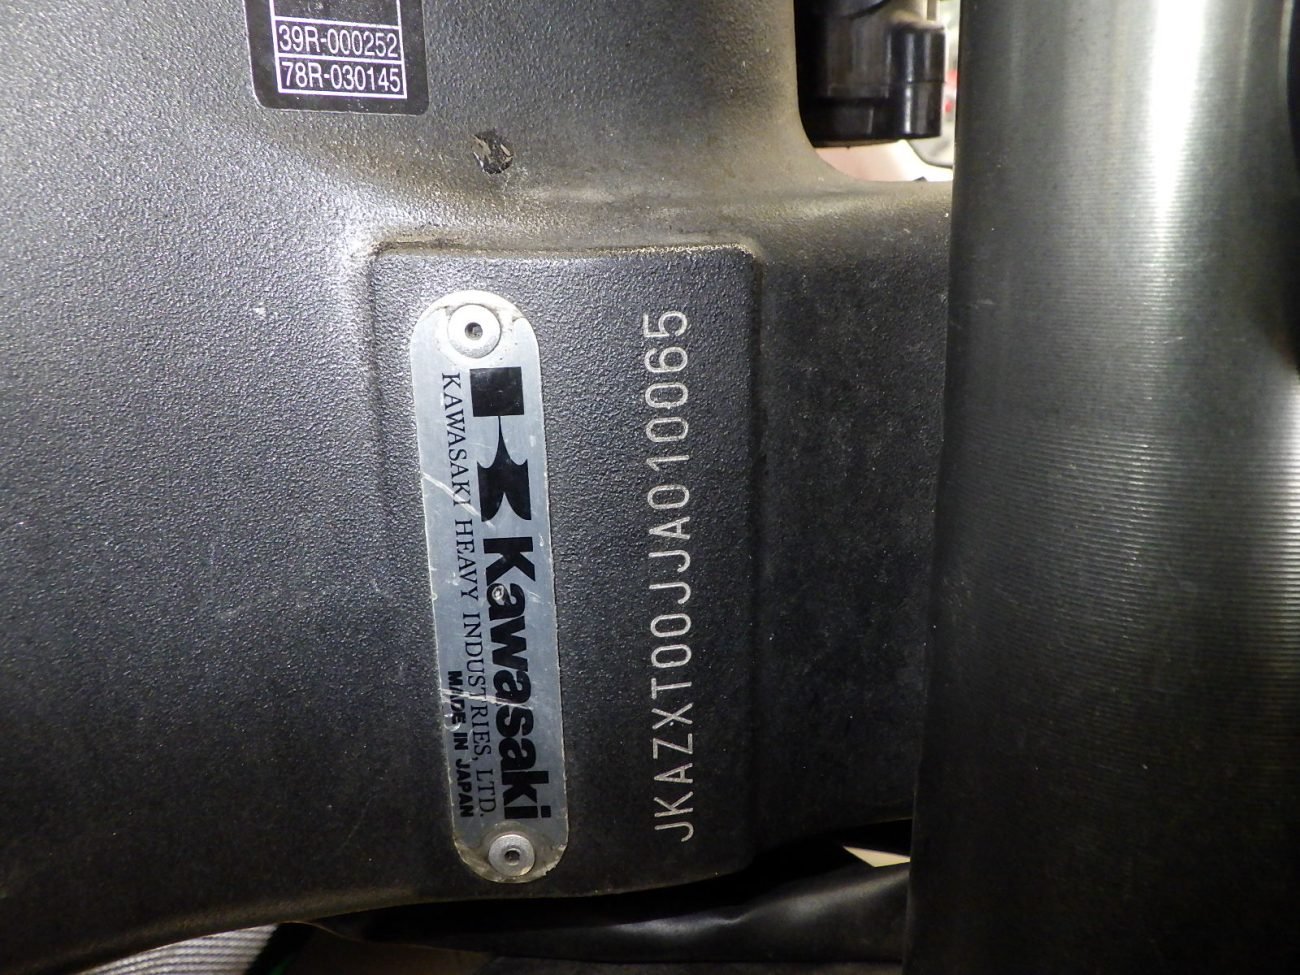 39R-000252
78R-030145
Kawasaki
KAWASAKI HEAVY INDUSTRIES, LTD.
MADE IN JAPAN
JKAZXT00JJA010065